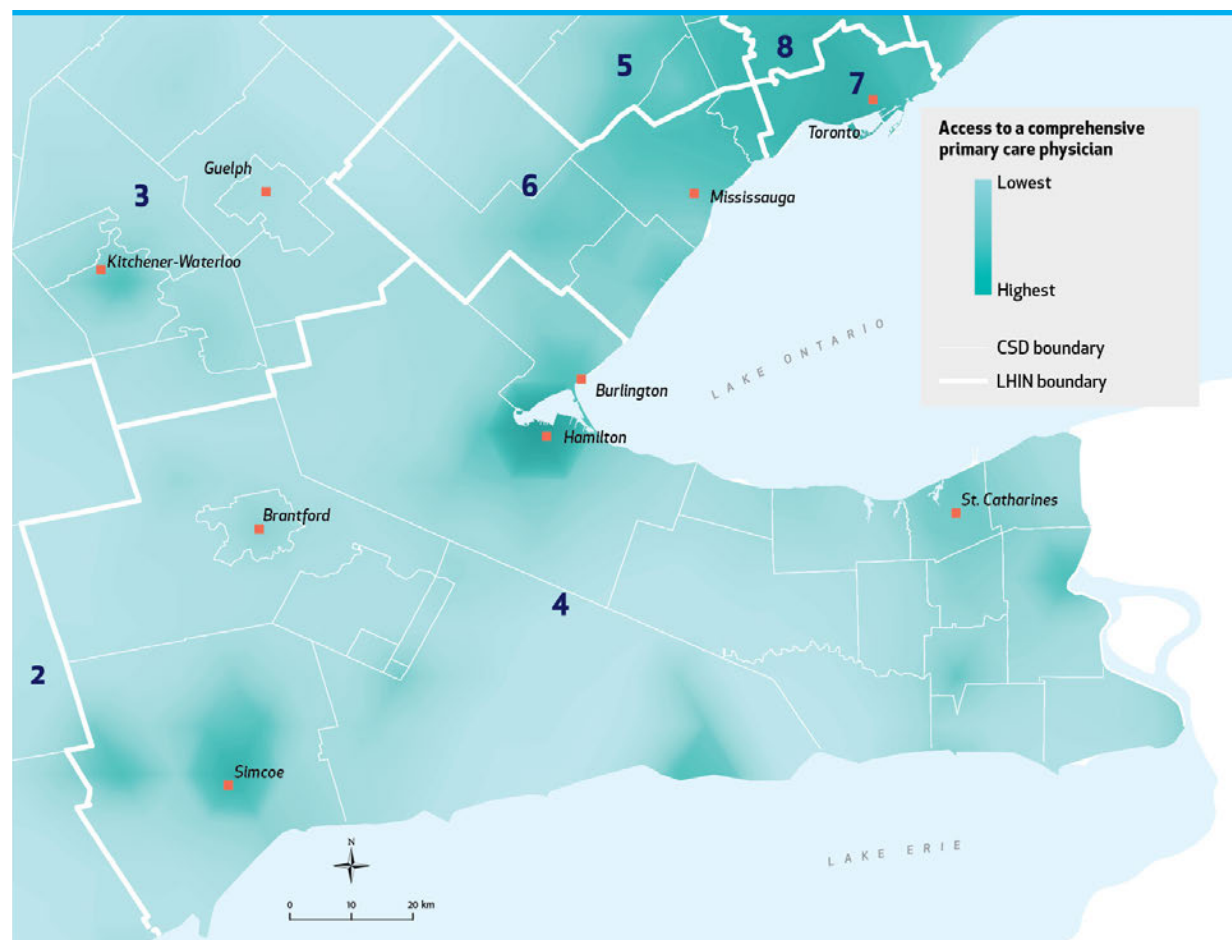 8
5
7
Toronto
Access to a comprehensive
primary care physician
Lowest
Highest
CSD boundary
LHIN boundary
Guelph
6
3
Mississauga
Kitchener-Waterloo
LAKE ONTARIO
Burlington
Hamilton
St. Catharines
Brantford
4
2
Simcoe
N
LAKE ERIE
0 10 20 km